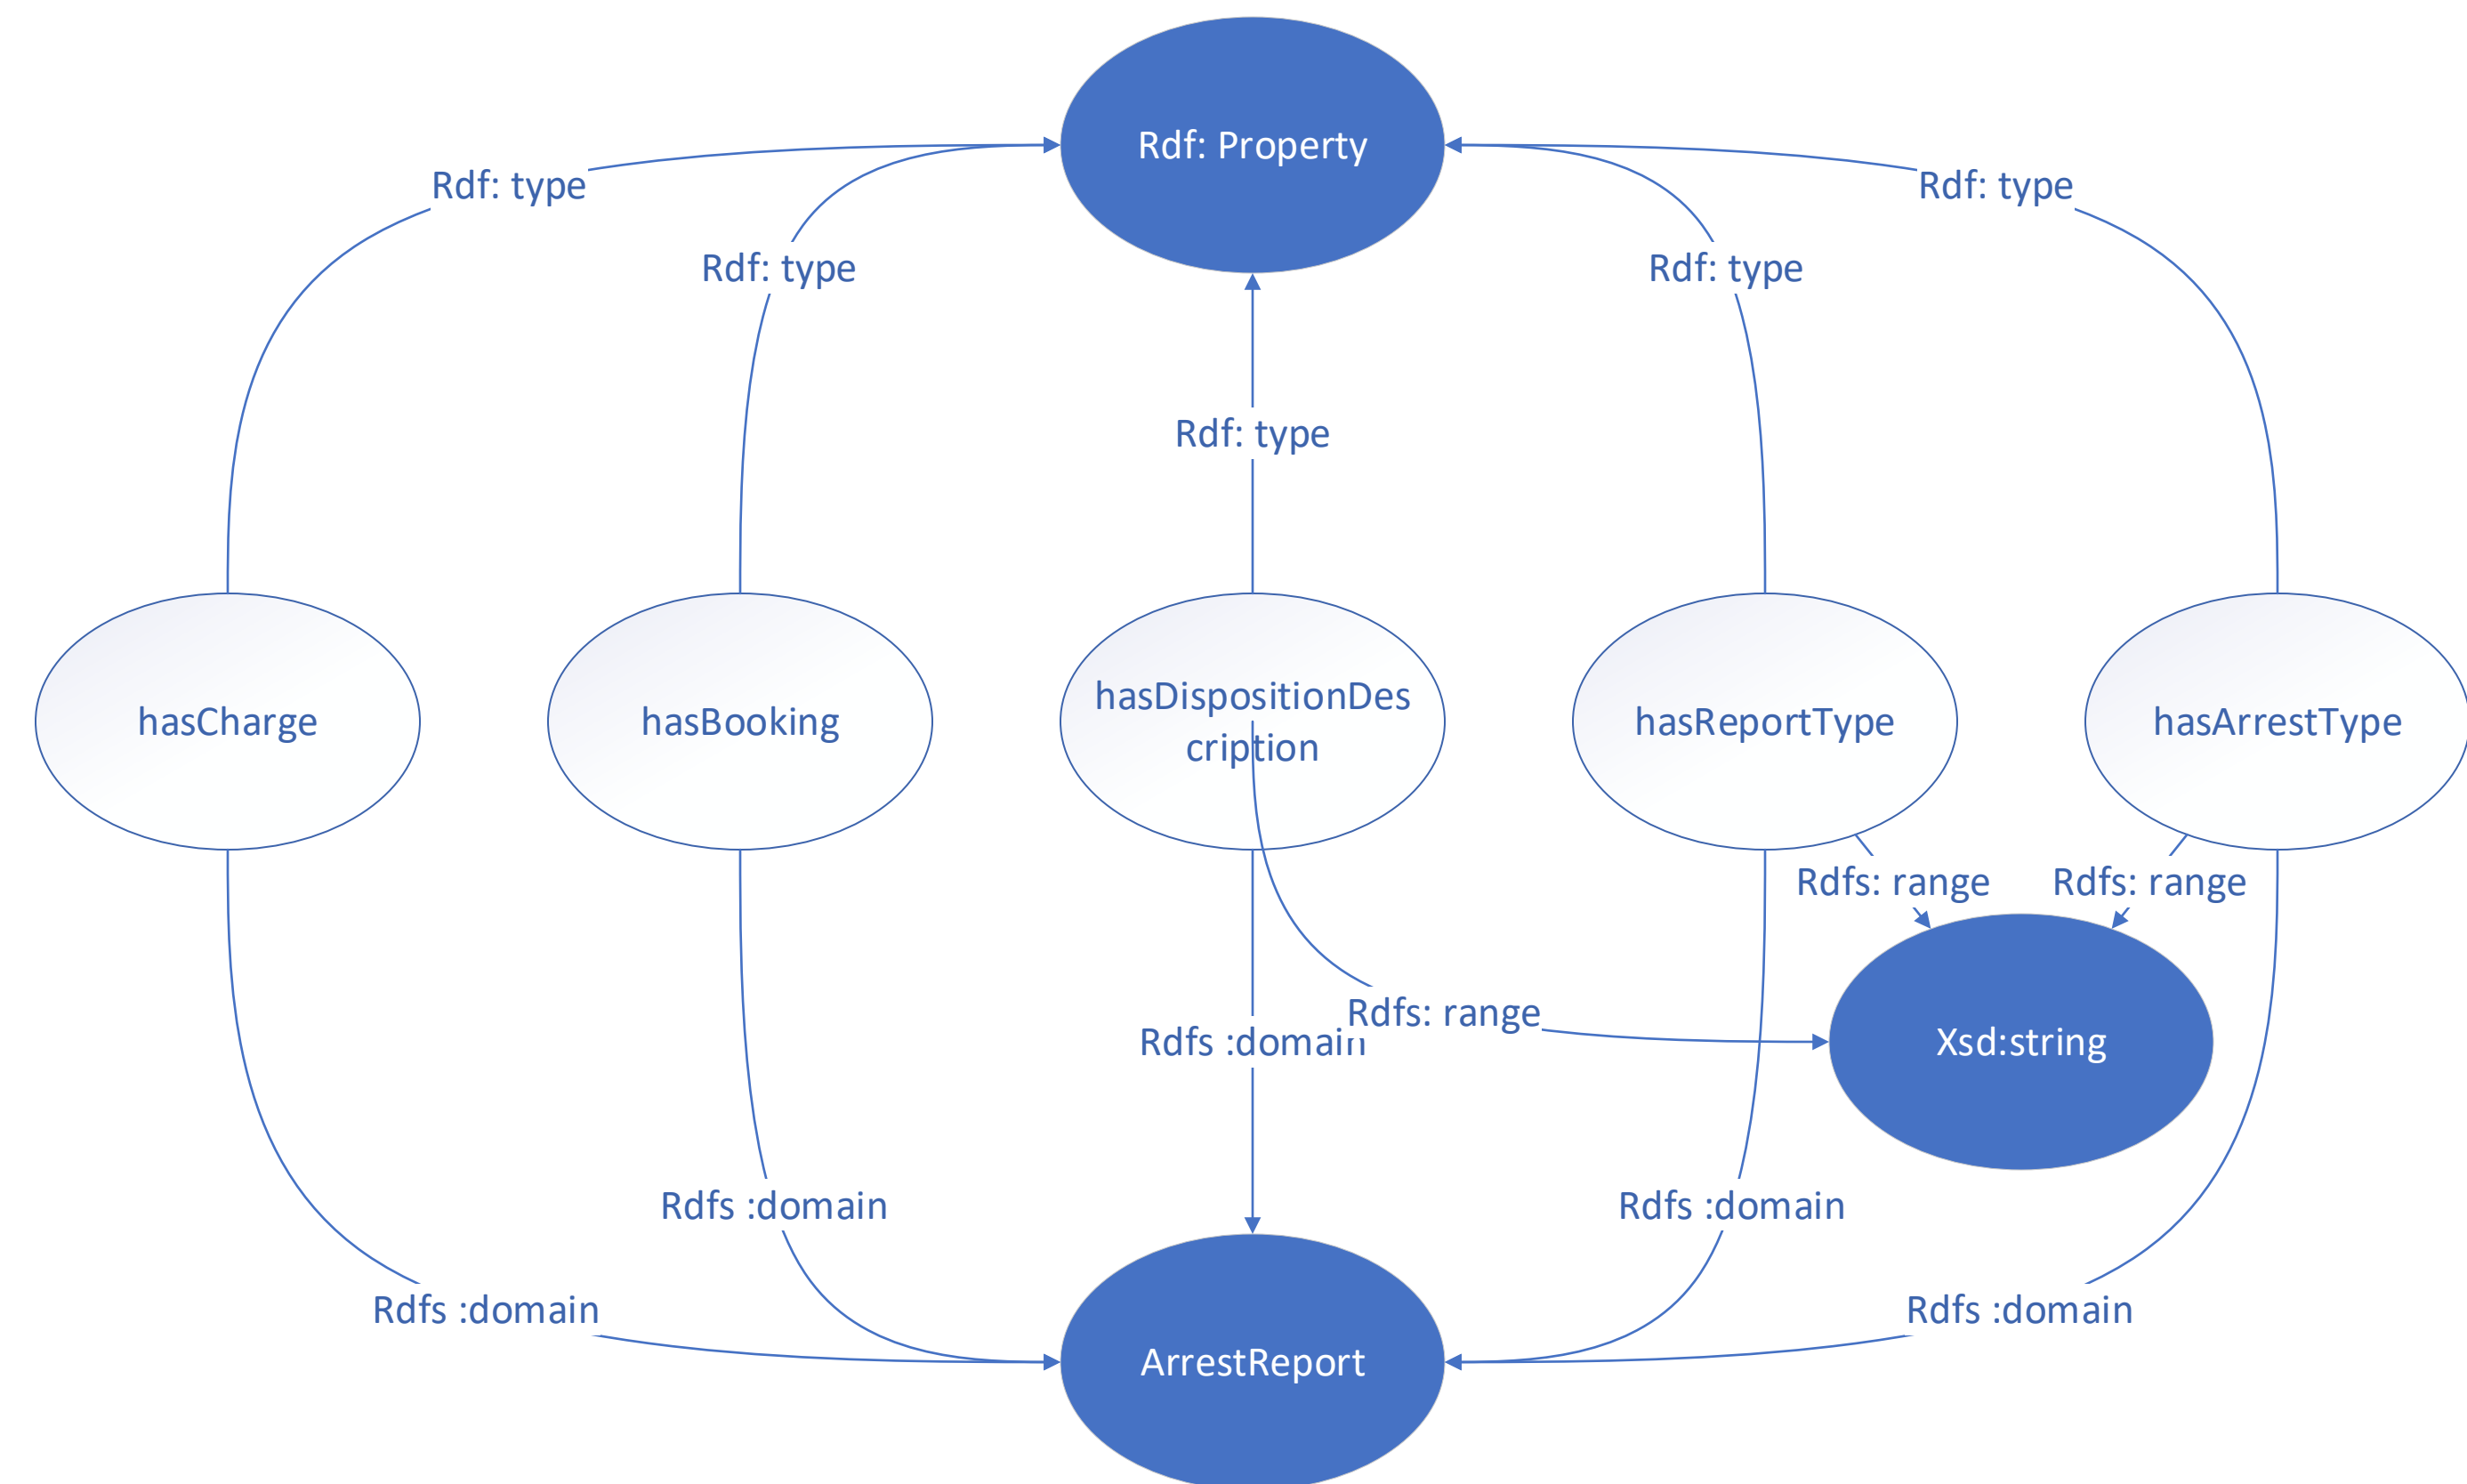 Rdf: Property
Rdf: type
Rdf: type
Rdf: type
Rdf: type
Rdf: type
hasCharge
hasBooking
hasDispositionDes
cription
hasReportType
hasArrestType
Rdfs: range
Rdfs: range
Rdfs: range
Rdfs :domain
Xsd:string
Rdfs :domain
Rdfs :domain
Rdfs :domain
Rdfs :domain
ArrestReport